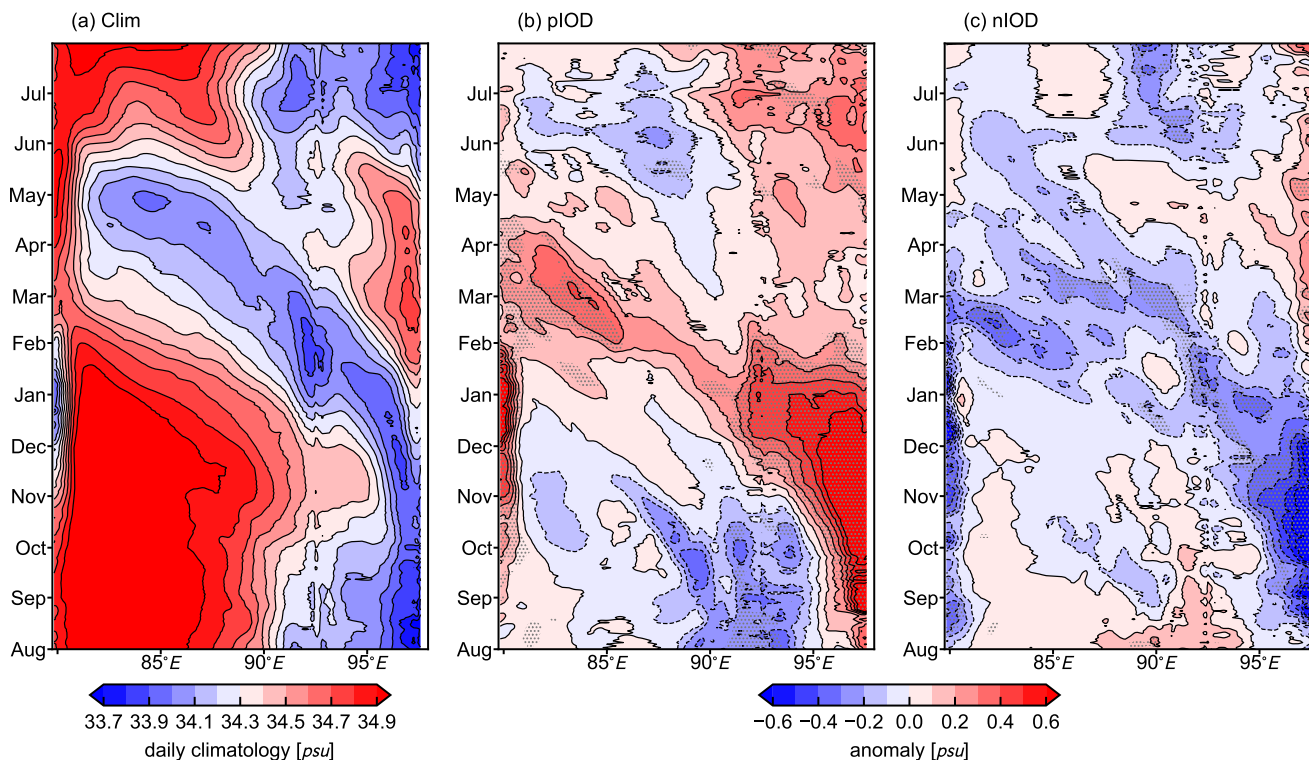 (a) Clim
(b) pIOD
(c) nIOD
Jul
Jun
May
Apr
Mar
Feb
Jan
Dec
Nov
Oct
Sep
Aug
85°E
90°E
95°E
Jul
Jun
May
Apr
Mar
Feb
Jan
Dec
Nov
Oct
Sep
Aug
85°E
90°E
95°E
Jul
Jun
May
Apr
Mar
Feb
Jan
Dec
Nov
Oct
Sep
Aug
85°E
90°E
95°E
33.7 33.9 34.1 34.3 34.5 34.7 34.9
daily climatology [psu]
−0.6 −0.4 −0.2 0.0 0.2 0.4 0.6
anomaly [psu]